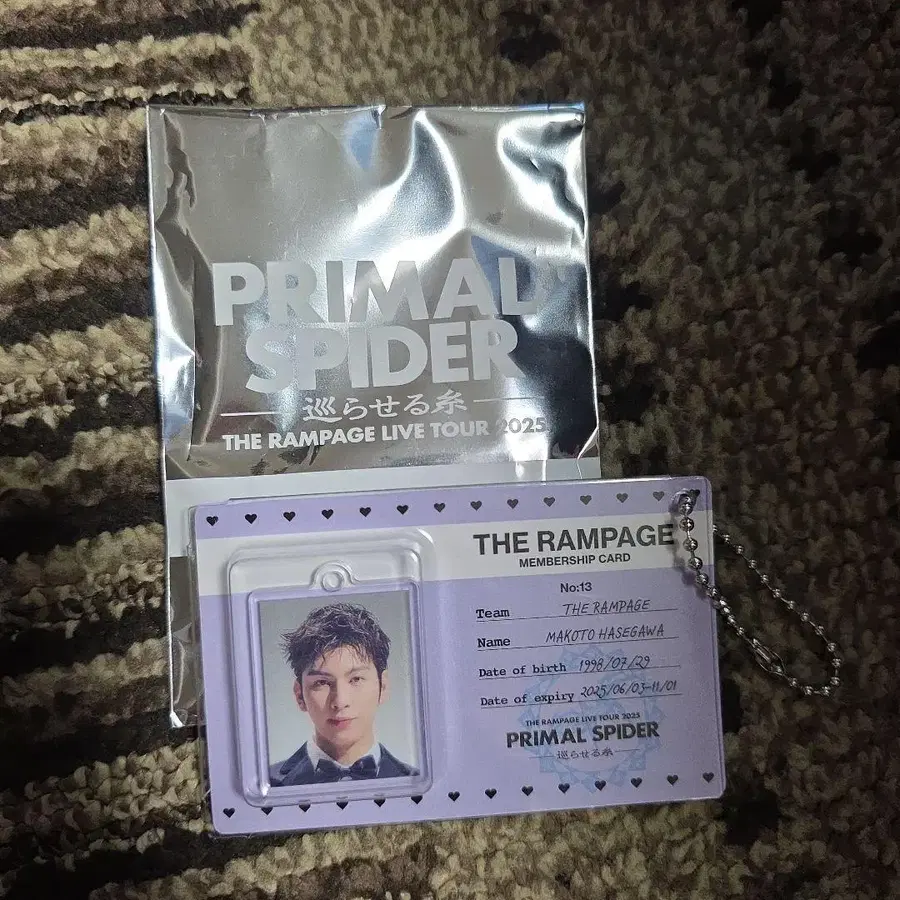 PRIMAL
SPIDER
巡らせる糸
THE RAMPAGE LIVE TOUR 2025
THE RAMPAGE
MEMBERSHIP CARD
No:13
Team THE RAMPAGE
Name MAKOTO HASEGAWA
Date of birth 1998/07/29
Date of expiry 2025/06/03-11/01
THE RAMPAGE LIVE TOUR 2025
PRIMAL SPIDER
巡らせる糸